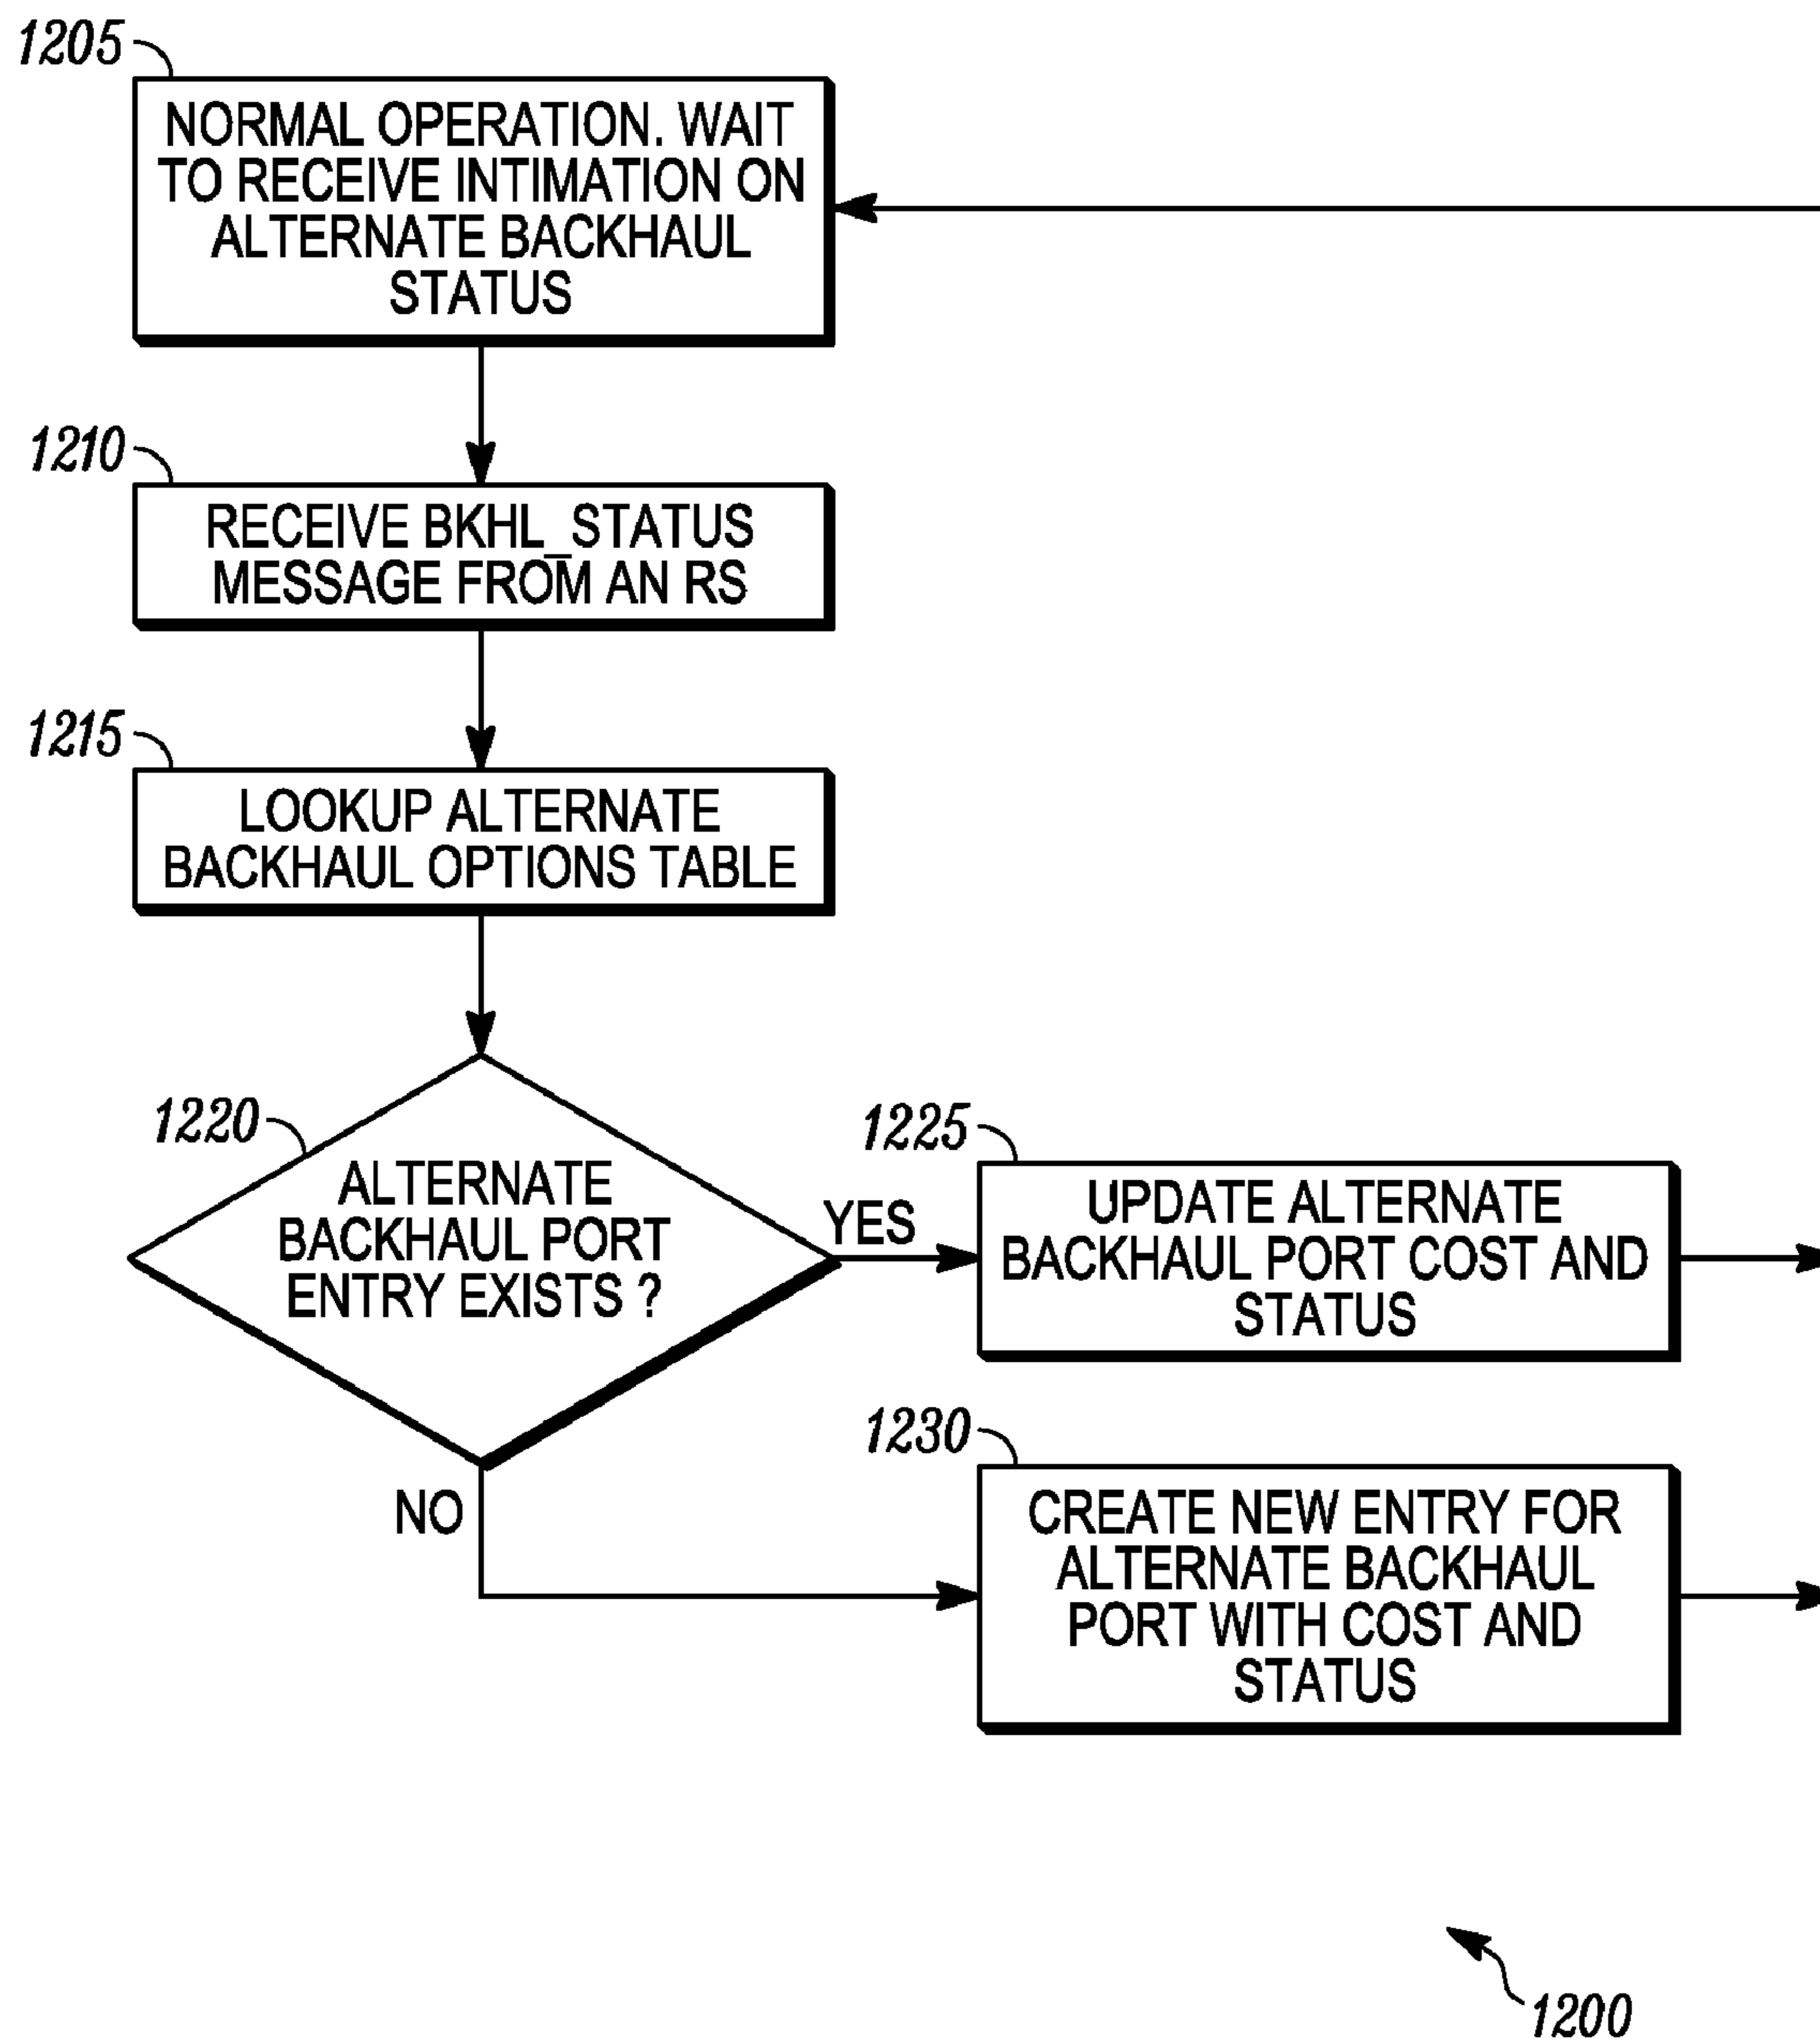 1205
NORMAL OPERATION. WAIT
TO RECEIVE INTIMATION ON
ALTERNATE BACKHAUL
STATUS
1210
RECEIVE BKHL_STATUS
MESSAGE FROM AN RS
1215
LOOKUP ALTERNATE
BACKHAUL OPTIONS TABLE
1220
ALTERNATE
BACKHAUL PORT
ENTRY EXISTS ?
YES
1225
UPDATE ALTERNATE
BACKHAUL PORT COST AND
STATUS
NO
1230
CREATE NEW ENTRY FOR
ALTERNATE BACKHAUL
PORT WITH COST AND
STATUS
1200